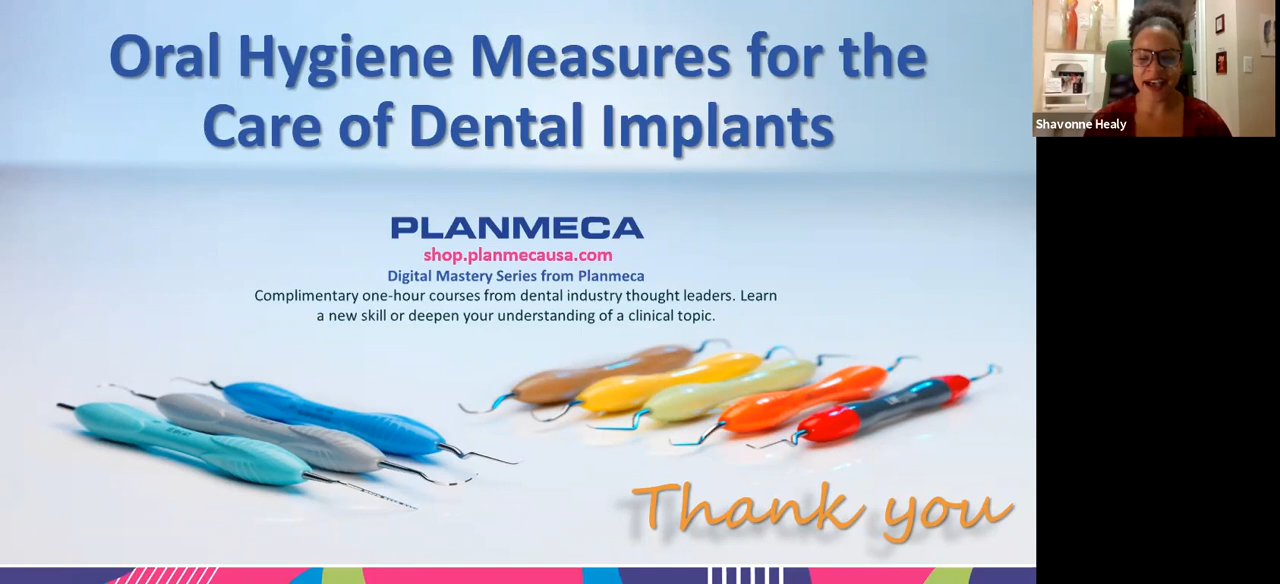 Oral Hygiene Measures for the
Care of Dental Implants
PLANMECA
shop.planmecausa.com
Digital Mastery Series from Planmeca
Complimentary one-hour courses from dental industry thought leaders. Learn
a new skill or deepen your understanding of a clinical topic.
Thank you
Shavonne Healy